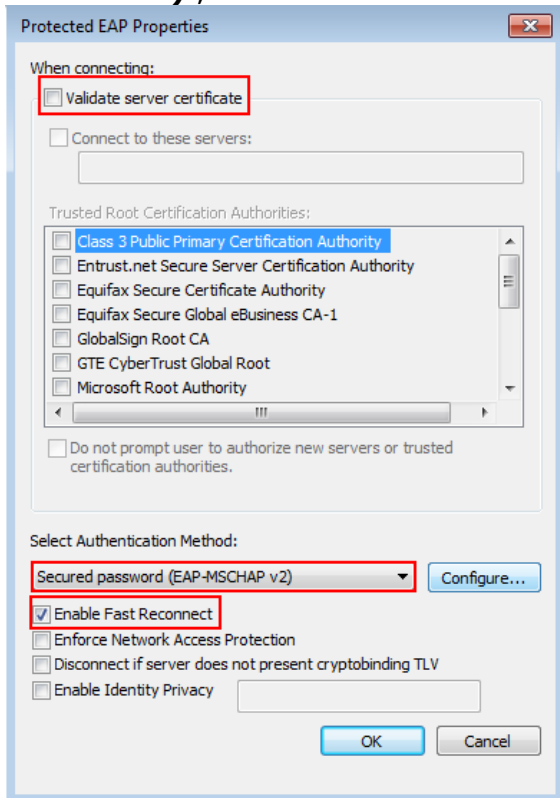 Protected EAP Properties
When connecting:
Validate server certificate
Connect to these servers:
Trusted Root Certification Authorities:
Class 3 Public Primary Certification Authority
Entrust.net Secure Server Certification Authority
Equifax Secure Certificate Authority
Equifax Secure Global eBusiness CA-1
GlobalSign Root CA
GTE CyberTrust Global Root
Microsoft Root Authority
Do not prompt user to authorize new servers or trusted
certification authorities.
Select Authentication Method:
Secured password (EAP-MSCHAP v2)
Configure...
Enable Fast Reconnect
Enforce Network Access Protection
Disconnect if server does not present cryptobinding TLV
Enable Identity Privacy
OK Cancel